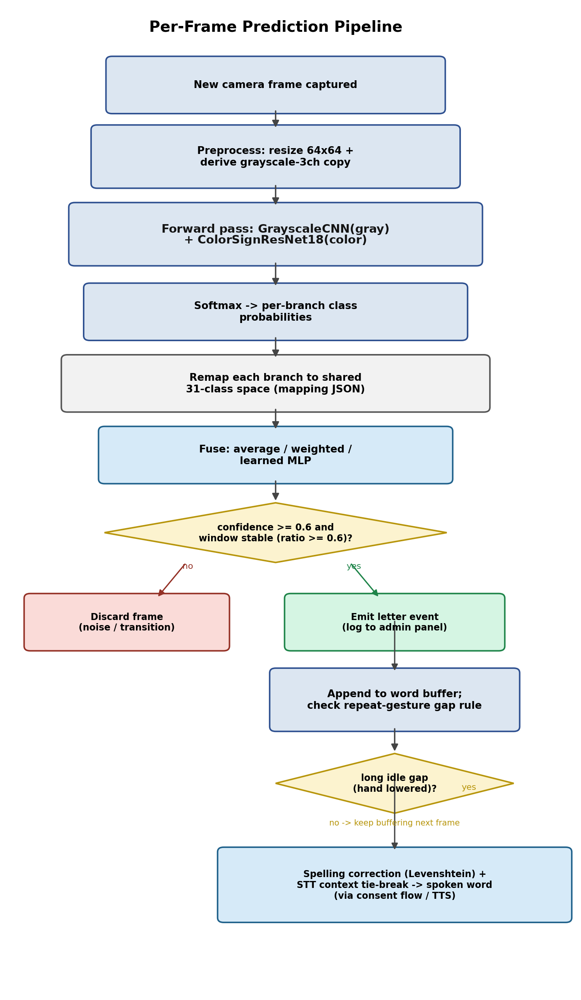 Per-Frame Prediction Pipeline
New camera frame captured
Preprocess: resize 64x64 +
derive grayscale-3ch copy
Forward pass: GrayscaleCNN(gray)
+ ColorSignResNet18(color)
Softmax -> per-branch class
probabilities
Remap each branch to shared
31-class space (mapping JSON)
Fuse: average / weighted /
learned MLP
confidence >= 0.6 and
window stable (ratio >= 0.6)?
no
yes
Discard frame
(noise / transition)
Emit letter event
(log to admin panel)
Append to word buffer;
check repeat-gesture gap rule
long idle gap
(hand lowered)?
yes
no -> keep buffering next frame
Spelling correction (Levenshtein) +
STT context tie-break -> spoken word
(via consent flow / TTS)